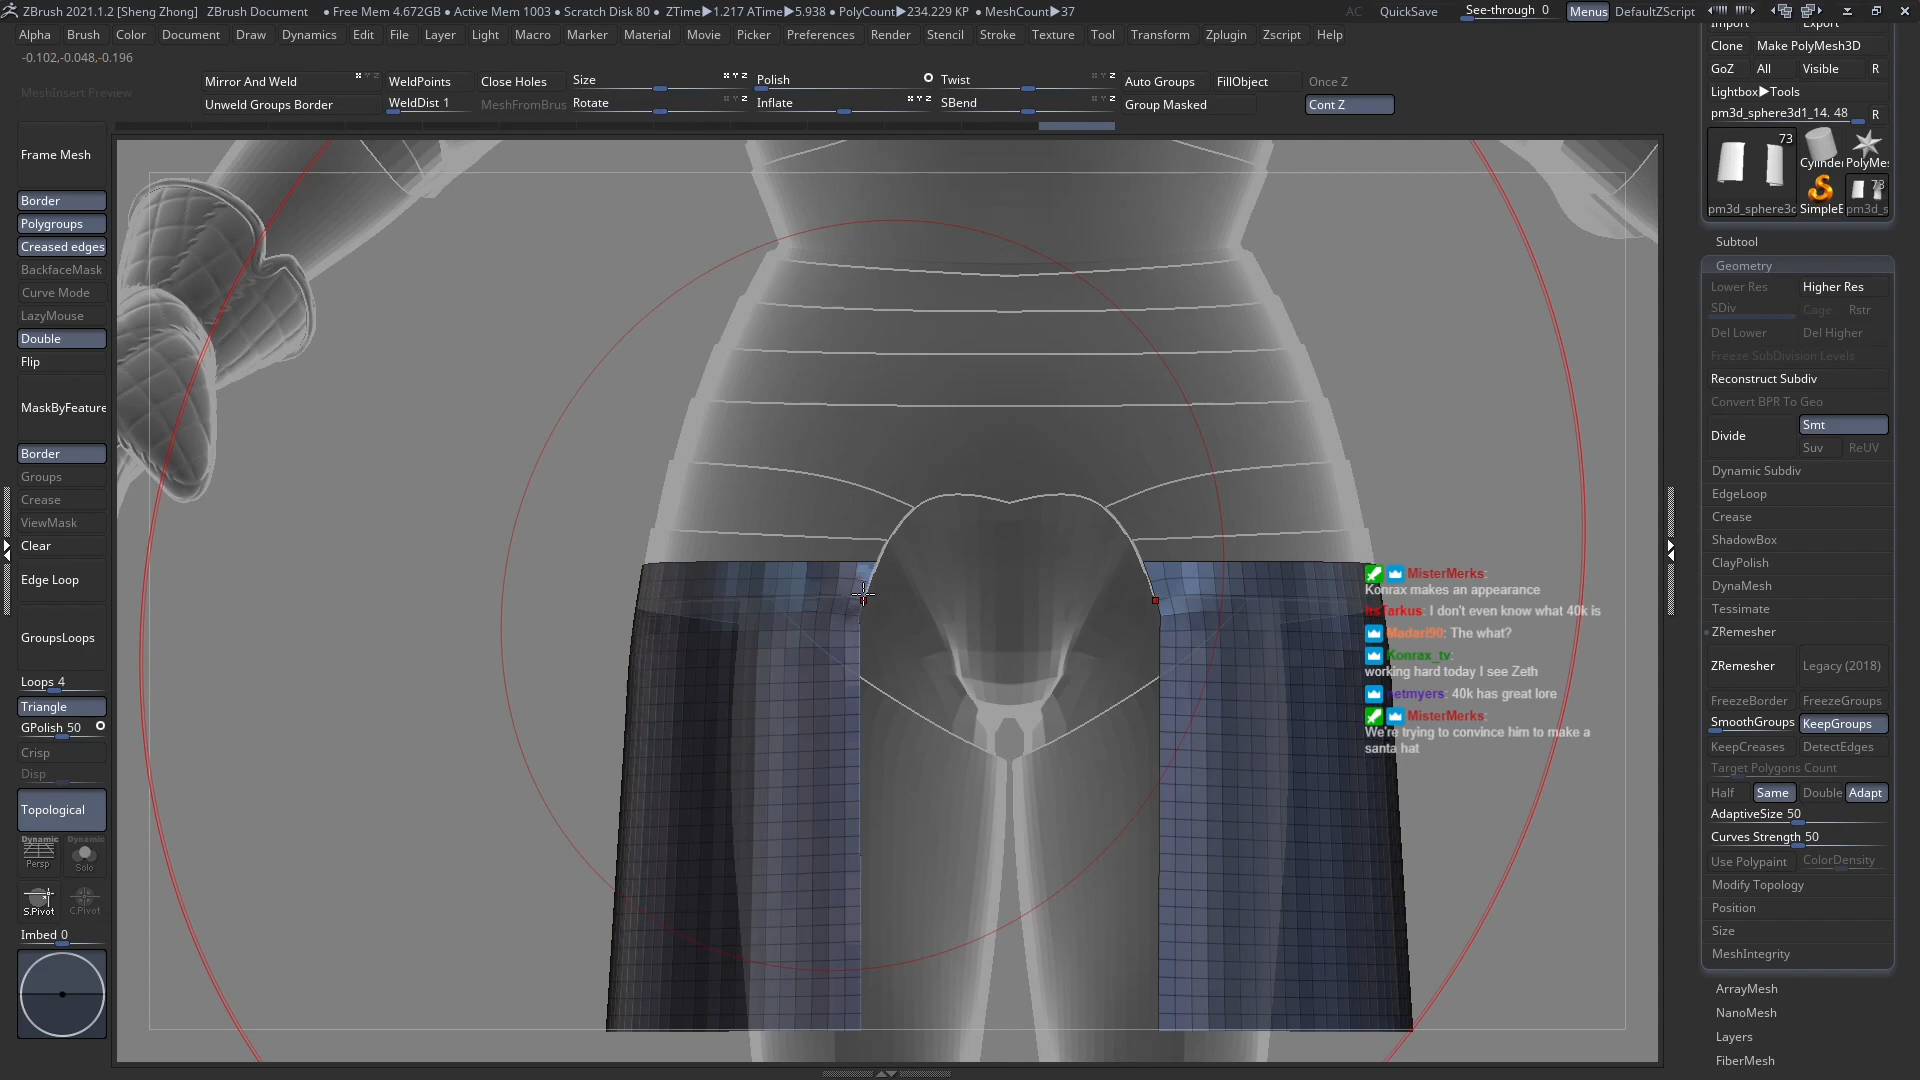 ZBrush 2021.1.2 [Sheng Zhong] ZBrush Document ● Free Mem 4.672GB ● Active Mem 1003 ● Scratch Disk 80 ● ZTime▶1.217 ATime▶5.938 ● PolyCount▶234.229 KP ● MeshCount▶37 AC QuickSave See-through 0 Menus DefaultZScript
Alpha Brush Color Document Draw Dynamics Edit File Layer Light Macro Marker Material Movie Picker Preferences Render Stencil Stroke Texture Tool Transform Zplugin Zscript Help
-0.102,-0.048,-0.196
MeshInsert Preview
Mirror And Weld WeldPoints Close Holes Size Polish Twist Auto Groups FillObject Once Z
Unweld Groups Border WeldDist 1 MeshFromBrus Rotate Inflate SBend Group Masked Cont Z
Frame Mesh
Border
Polygroups
Creased edges
BackfaceMask
Curve Mode
LazyMouse
Double
Flip
MaskByFeature
Border
Groups
Crease
ViewMask
Clear
Edge Loop
GroupsLoops
Loops 4
Triangle
GPolish 50
Crisp
Disp
Topological
Dynamic Dynamic
Persp Solo
S.Pivot C.Pivot
Imbed 0
MisterMerks:
Konrax makes an appearance
ItsTarkus: I don't even know what 40k is
Madari90: The what?
Konrax_tv:
working hard today I see Zeth
netmyers: 40k has great lore
MisterMerks:
We're trying to convince him to make a
santa hat
Import Export
Clone Make PolyMesh3D
GoZ All Visible R
Lightbox▶Tools
pm3d_sphere3d1_14. 48 R
73
Cylinder PolyMes
73
pm3d_sphere3d SimpleE pm3d_s
Subtool
Geometry
Lower Res Higher Res
SDiv Cage Rstr
Del Lower Del Higher
Freeze SubDivision Levels
Reconstruct Subdiv
Convert BPR To Geo
Divide Smt
Suv ReUV
Dynamic Subdiv
EdgeLoop
Crease
ShadowBox
ClayPolish
DynaMesh
Tessimate
ZRemesher
ZRemesher Legacy (2018)
FreezeBorder FreezeGroups
SmoothGroups KeepGroups
KeepCreases DetectEdges
Target Polygons Count
Half Same Double Adapt
AdaptiveSize 50
Curves Strength 50
Use Polypaint ColorDensity
Modify Topology
Position
Size
MeshIntegrity
ArrayMesh
NanoMesh
Layers
FiberMesh